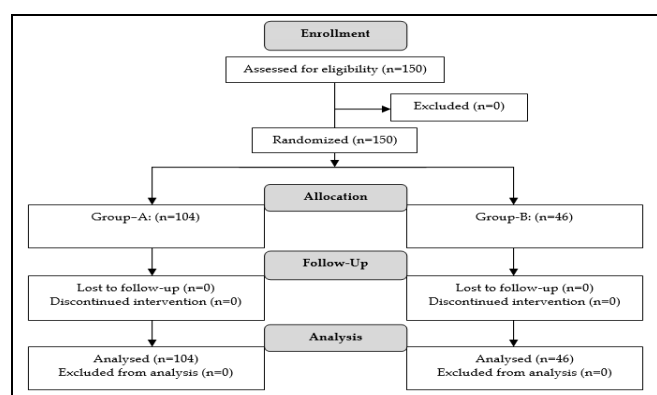 Enrollment
Assessed for eligibility (n=150)
Excluded (n=0)
Randomized (n=150)
Allocation
Group-A: (n=104)
Group-B: (n=46)
Follow-Up
Lost to follow-up (n=0)
Discontinued intervention (n=0)
Lost to follow-up (n=0)
Discontinued intervention (n=0)
Analysis
Analysed (n=104)
Excluded from analysis (n=0)
Analysed (n=46)
Excluded from analysis (n=0)